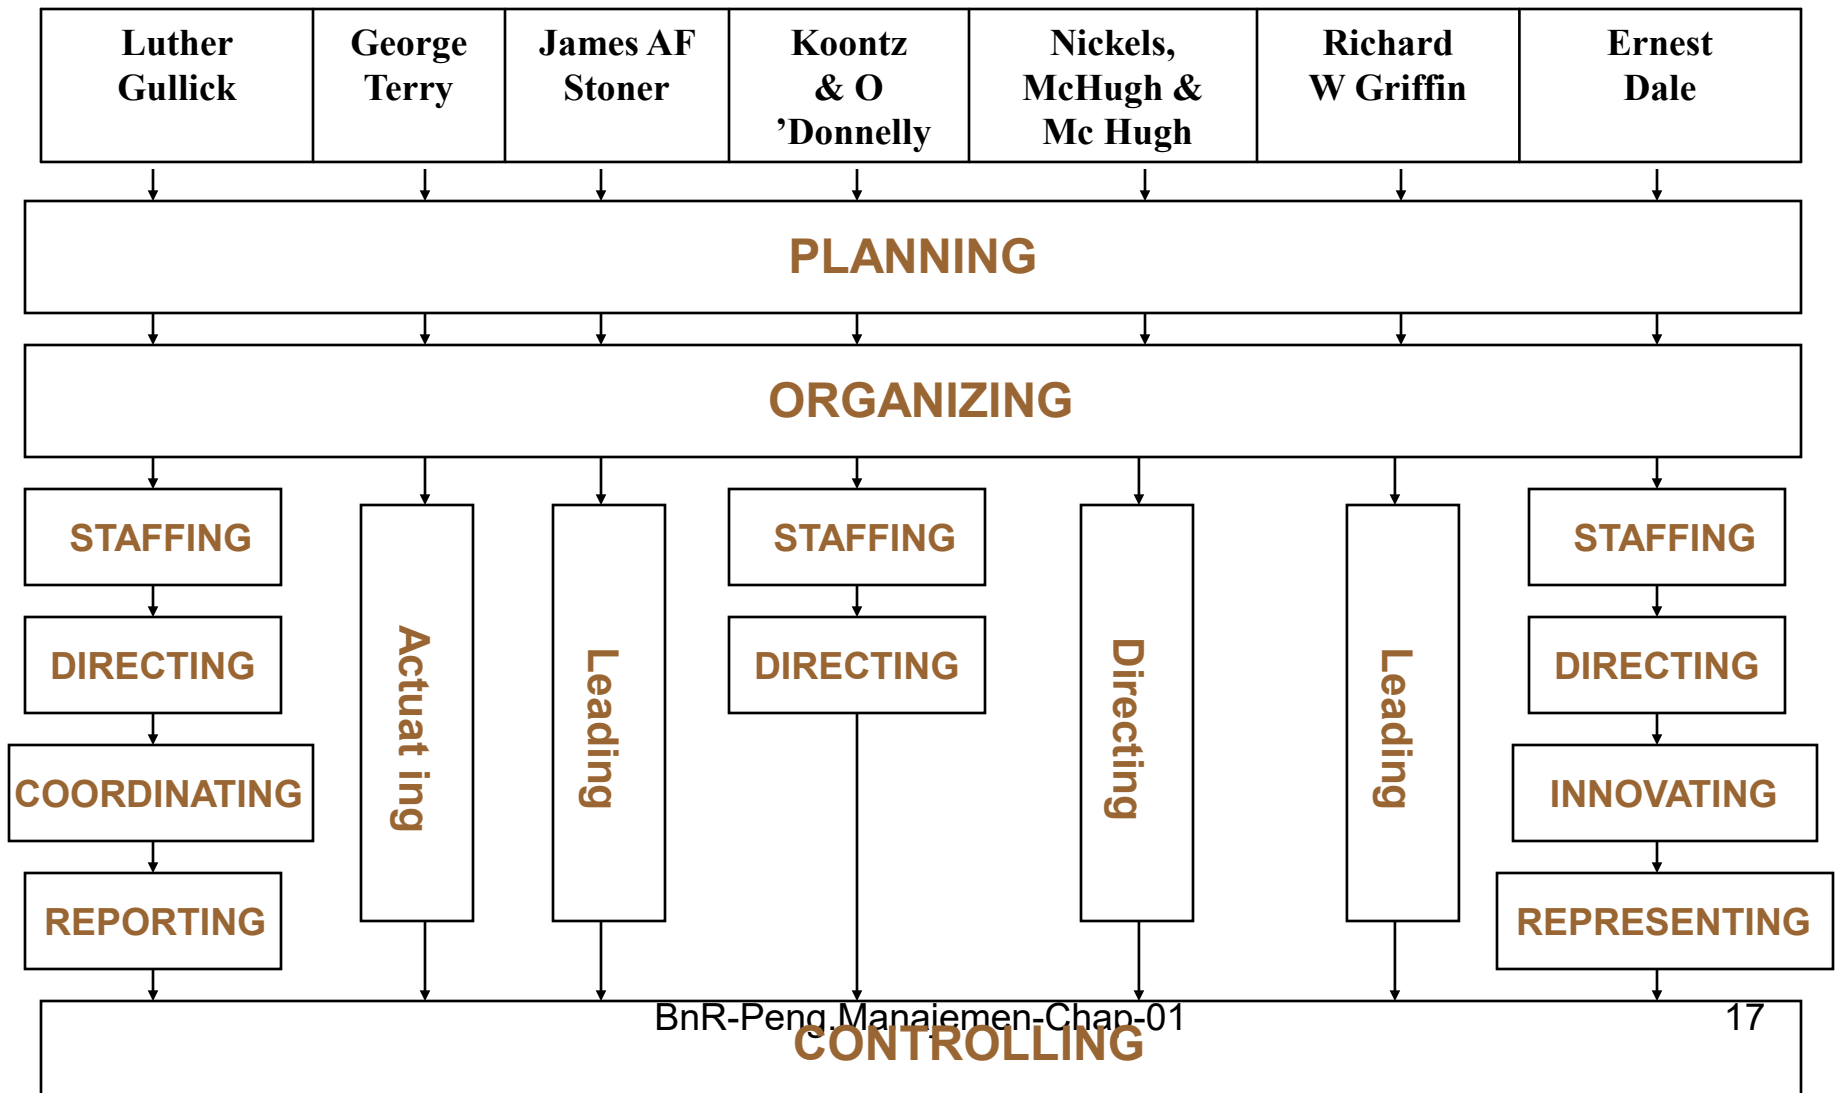 Luther
Gullick
George
Terry
James AF
Stoner
Koontz
& O
’Donnelly
Nickels,
McHugh &
Mc Hugh
Richard
W Griffin
Ernest
Dale
PLANNING
ORGANIZING
STAFFING
DIRECTING
COORDINATING
REPORTING
Actuat ing
Leading
STAFFING
DIRECTING
Directing
Leading
STAFFING
DIRECTING
INNOVATING
REPRESENTING
BnR-Peng.Manajemen-Chap-01
17
CONTROLLING